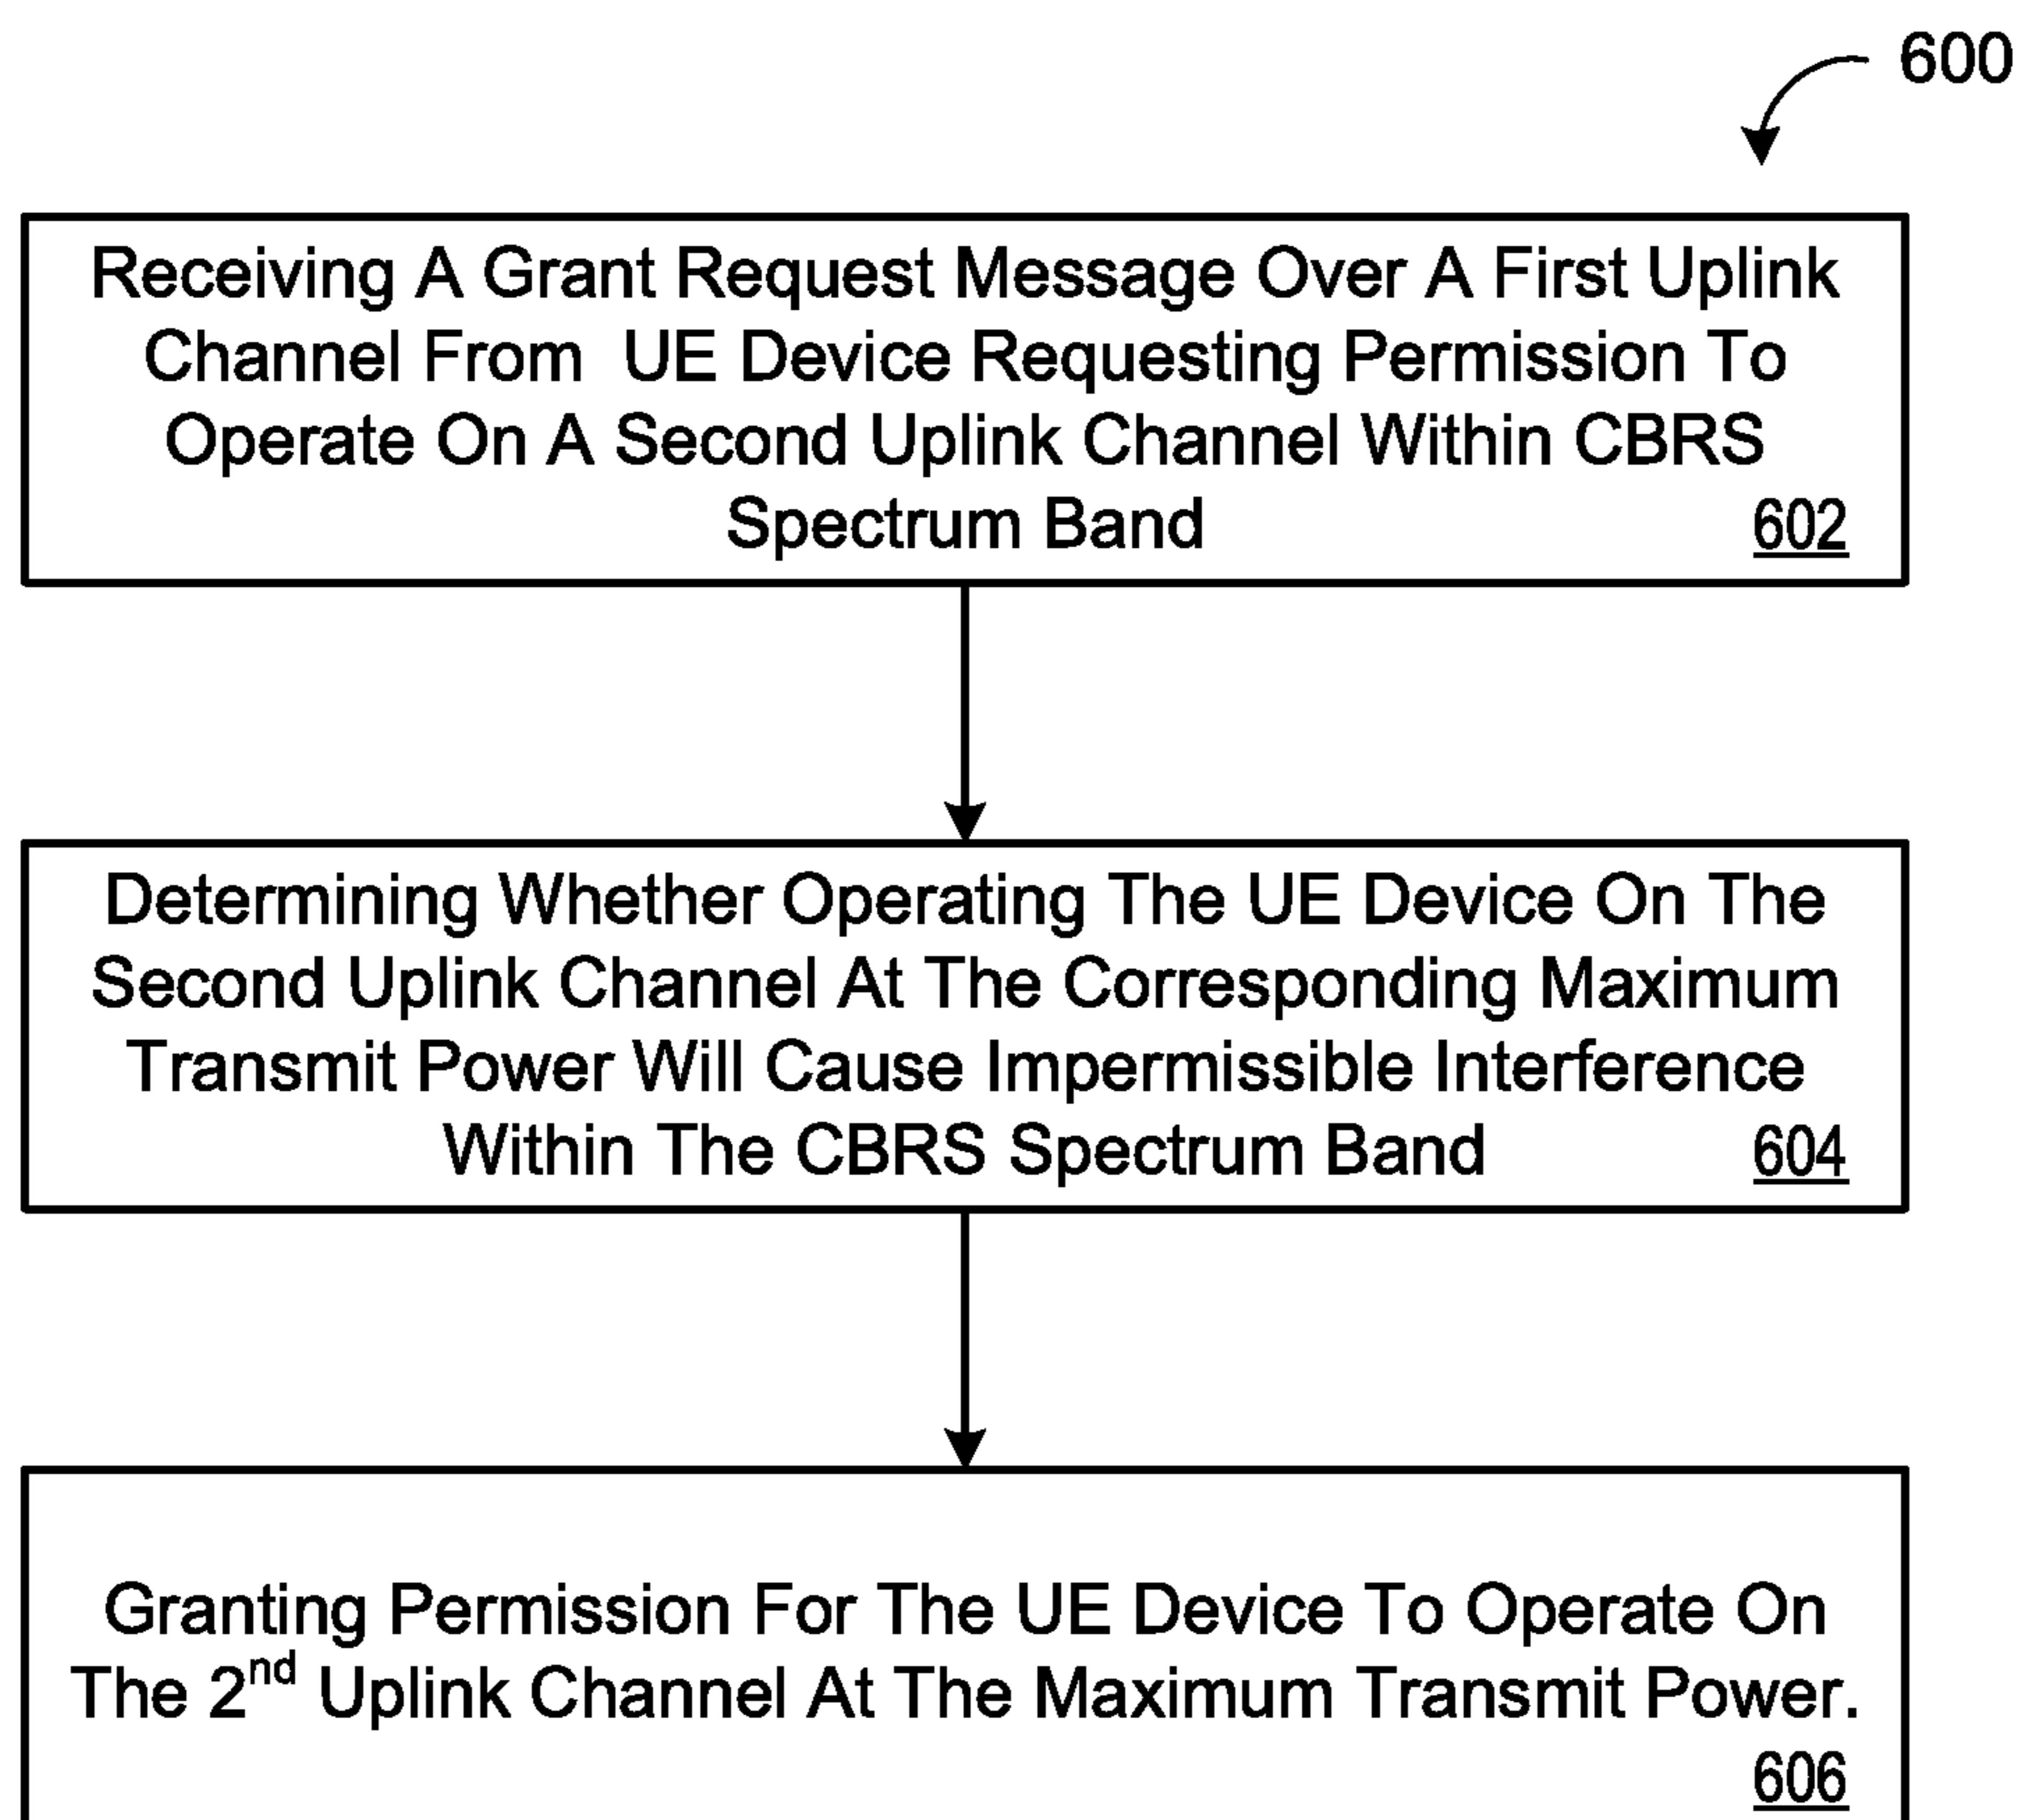 600
Receiving A Grant Request Message Over A First Uplink
Channel From UE Device Requesting Permission To
Operate On A Second Uplink Channel Within CBRS
Spectrum Band 602
Determining Whether Operating The UE Device On The
Second Uplink Channel At The Corresponding Maximum
Transmit Power Will Cause Impermissible Interference
Within The CBRS Spectrum Band 604
Granting Permission For The UE Device To Operate On
The 2nd Uplink Channel At The Maximum Transmit Power.
606